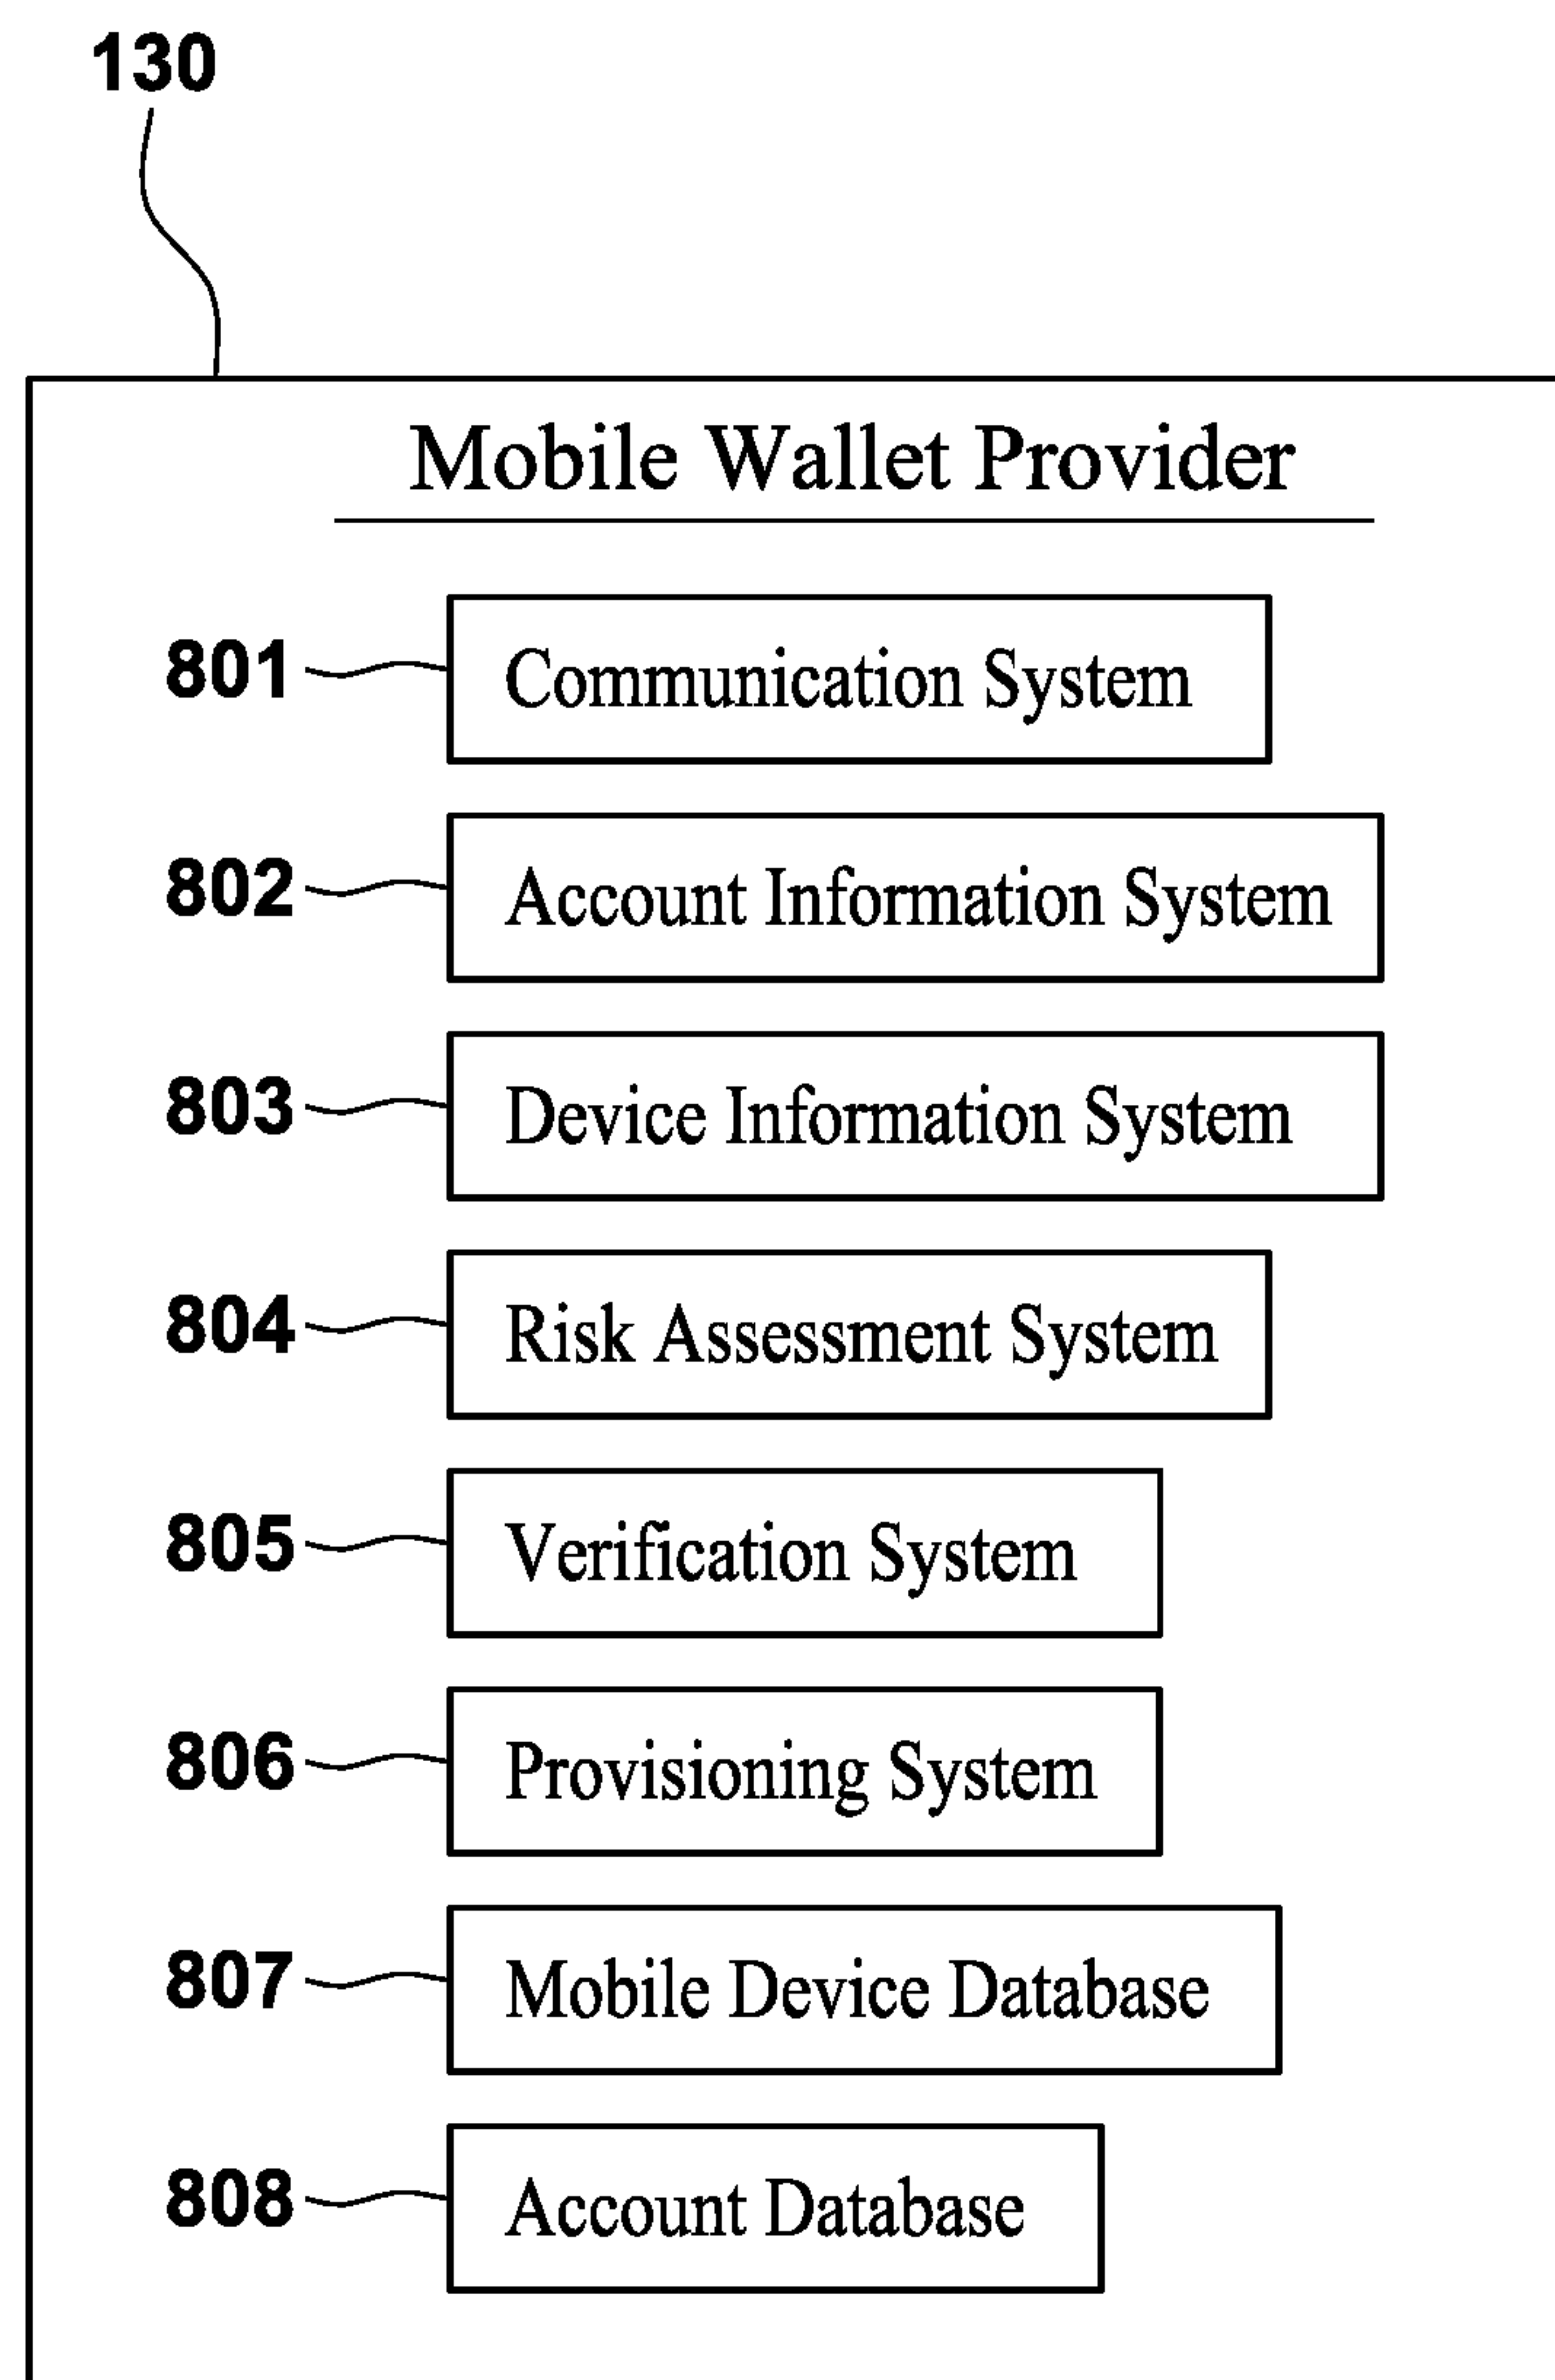 130
Mobile Wallet Provider
801 Communication System
802 Account Information System
803 Device Information System
804 Risk Assessment System
805 Verification System
806 Provisioning System
807 Mobile Device Database
808 Account Database